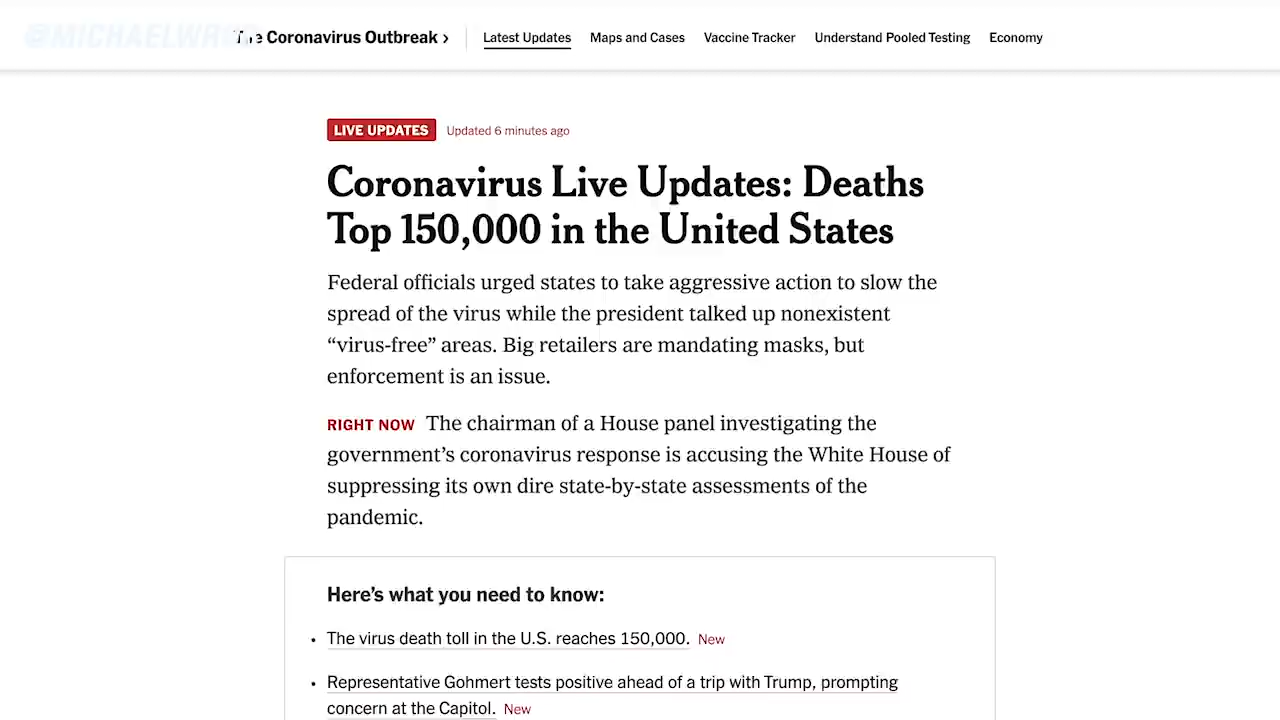 @MICHAELWR
The Coronavirus Outbreak › Latest Updates Maps and Cases Vaccine Tracker Understand Pooled Testing Economy
LIVE UPDATES Updated 6 minutes ago
Coronavirus Live Updates: Deaths
Top 150,000 in the United States
Federal officials urged states to take aggressive action to slow the
spread of the virus while the president talked up nonexistent
“virus-free” areas. Big retailers are mandating masks, but
enforcement is an issue.
RIGHT NOW The chairman of a House panel investigating the
government’s coronavirus response is accusing the White House of
suppressing its own dire state-by-state assessments of the
pandemic.
Here’s what you need to know:
• The virus death toll in the U.S. reaches 150,000. New
• Representative Gohmert tests positive ahead of a trip with Trump, prompting
concern at the Capitol. New